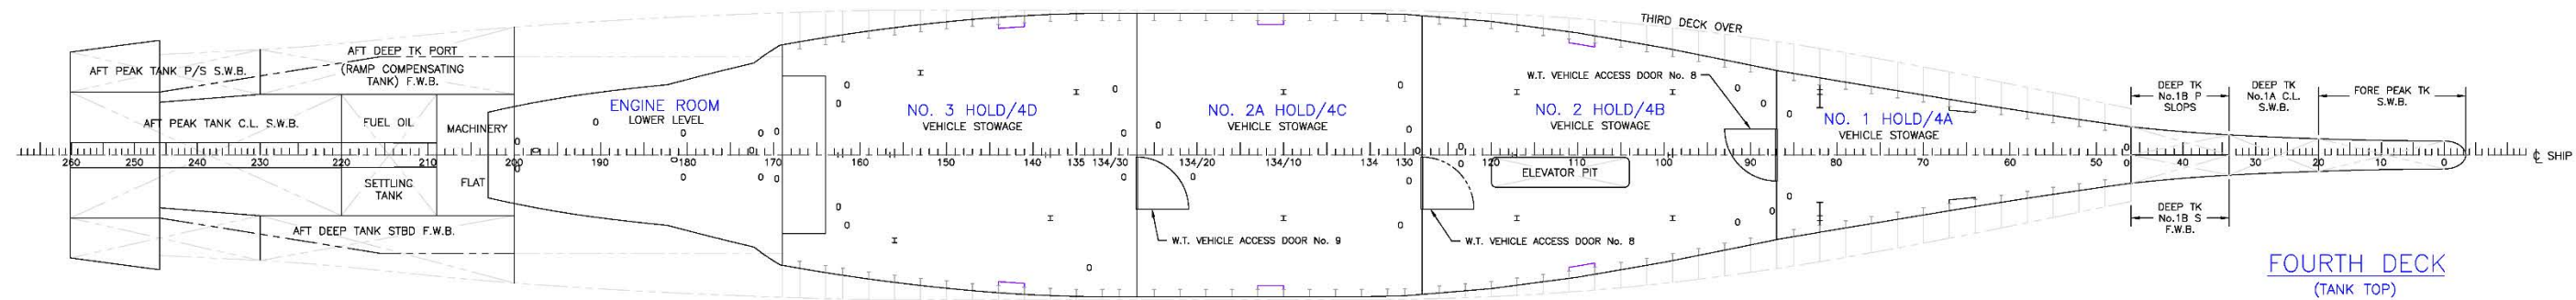 THIRD DECK OVER
AFT DEEP TK PORT
(RAMP COMPENSATING
TANK) F.W.B.
AFT PEAK TANK P/S S.W.B.
W.T. VEHICLE ACCESS DOOR No. 8
DEEP TK
No.1B P
SLOPS
DEEP TK
No.1A C.L.
S.W.B.
FORE PEAK TK
S.W.B.
ENGINE ROOM
LOWER LEVEL
NO. 3 HOLD/4D
VEHICLE STOWAGE
NO. 2A HOLD/4C
VEHICLE STOWAGE
NO. 2 HOLD/4B
VEHICLE STOWAGE
NO. 1 HOLD/4A
VEHICLE STOWAGE
AFT PEAK TANK C.L. S.W.B.
FUEL OIL
MACHINERY
FLAT
260 250 240 230 220 210 200 190 180 170 160 150 140 135 134/30 134/20 134/10 134 130 120 110 100 90 80 70 60 50 40 30 20 10 0
SHIP
SETTLING
TANK
ELEVATOR PIT
AFT DEEP TANK STBD F.W.B.
W.T. VEHICLE ACCESS DOOR No. 9
W.T. VEHICLE ACCESS DOOR No. 8
DEEP TK
No.1B S
F.W.B.
FOURTH DECK
(TANK TOP)